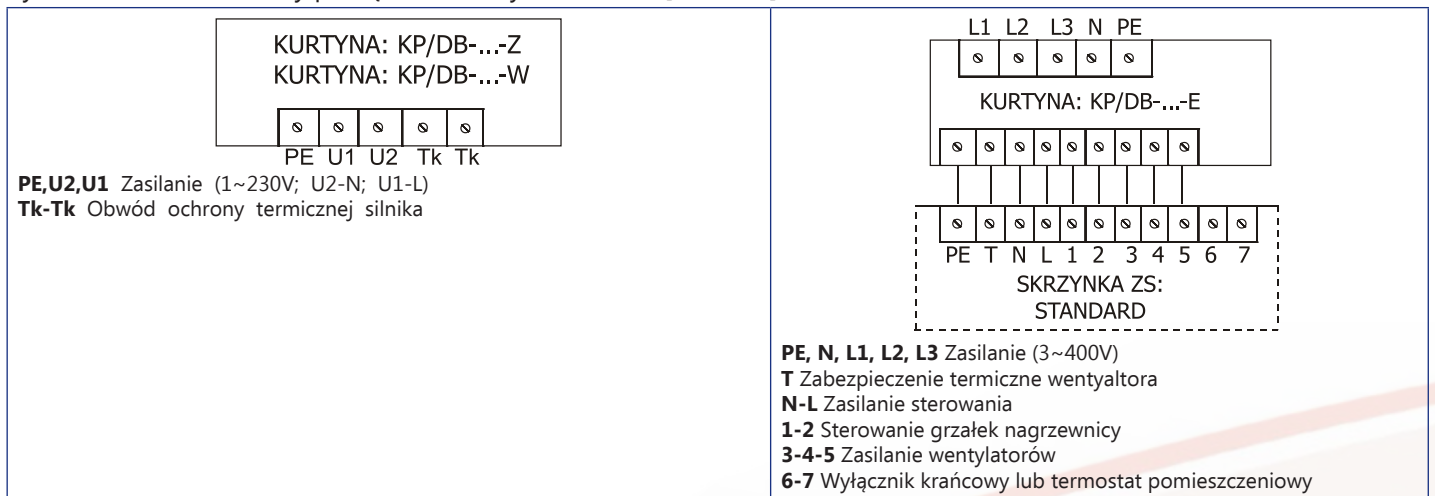 KURTYNA: KP/DB-...-Z
KURTYNA: KP/DB-...-W
PE U1 U2 Tk Tk
PE,U2,U1 Zasilanie (1~230V; U2-N; U1-L)
Tk-Tk Obwód ochrony termicznej silnika
L1 L2 L3 N PE
KURTYNA: KP/DB-...-E
PE T N L 1 2 3 4 5 6 7
SKRZYNKA ZS:
STANDARD
PE, N, L1, L2, L3 Zasilanie (3~400V)
T Zabezpieczenie termiczne wentyaltora
N-L Zasilanie sterowania
1-2 Sterowanie grzałek nagrzewnicy
3-4-5 Zasilanie wentylatorów
6-7 Wyłącznik krańcowy lub termostat pomieszczeniowy